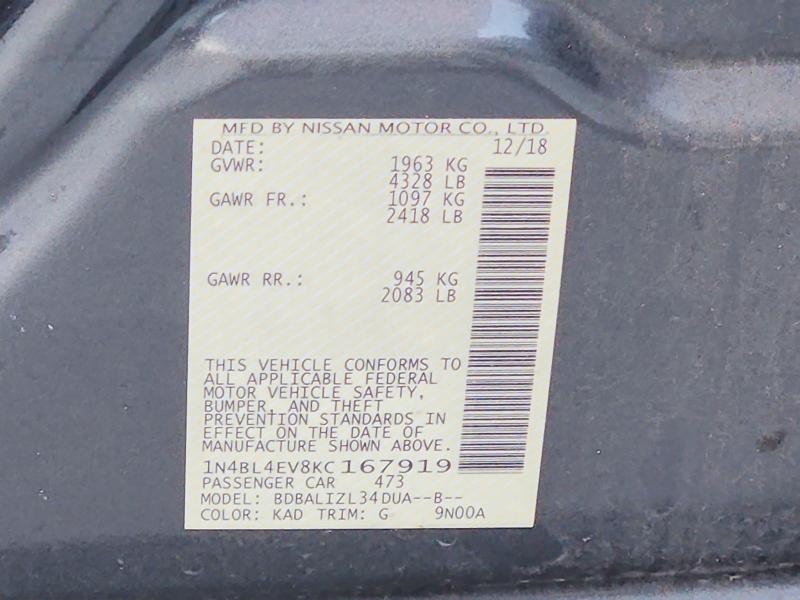 MFD BY NISSAN MOTOR CO., LTD.
DATE: 12/18
GVWR: 1963 KG
4328 LB
GAWR FR.: 1097 KG
2418 LB
GAWR RR.: 945 KG
2083 LB
THIS VEHICLE CONFORMS TO
ALL APPLICABLE FEDERAL
MOTOR VEHICLE SAFETY,
BUMPER, AND THEFT
PREVENTION STANDARDS IN
EFFECT ON THE DATE OF
MANUFACTURE SHOWN ABOVE.
1N4BL4EV8KC167919
PASSENGER CAR 473
MODEL: BDBALIZL34DUA--B--
COLOR: KAD TRIM: G 9N00A